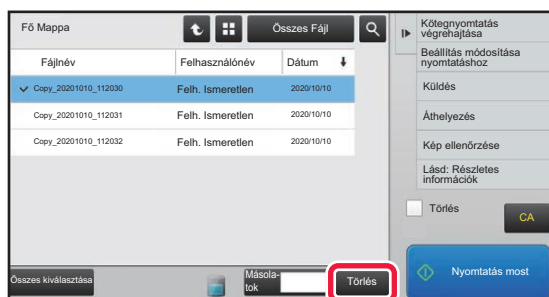 Fő Mappa
Összes Fájl
Fájlnév
Felhasználónév
Dátum
Copy_20201010_112030
Felh. Ismeretlen
2020/10/10
Copy_20201010_112031
Felh. Ismeretlen
2020/10/10
Copy_20201010_112032
Felh. Ismeretlen
2020/10/10
Összes kiválasztása
Másola-
tok
Törlés
Kötegnyomtatás
végrehajtása
Beállítás módosítása
nyomtatáshoz
Küldés
Áthelyezés
Kép ellenőrzése
Lásd: Részletes
információk
Törlés
CA
Nyomtatás most